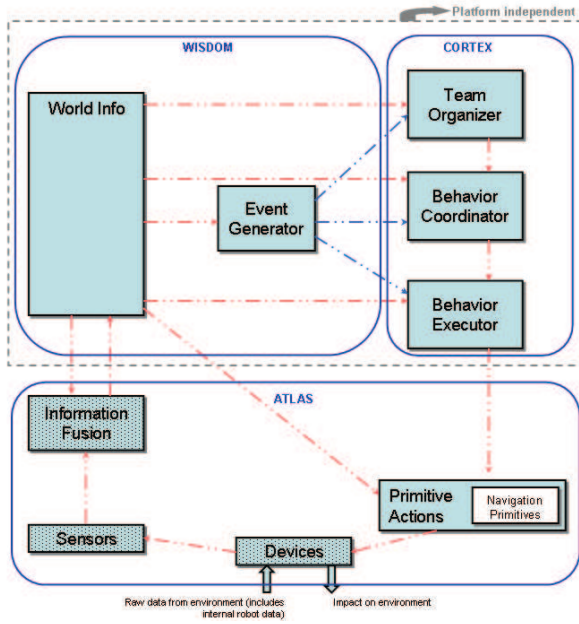 Platform independent
WISDOM
CORTEX
World Info
Team
Organizer
Event
Generator
Behavior
Coordinator
Behavior
Executor
ATLAS
Information
Fusion
Primitive
Actions
Navigation
Primitives
Sensors
Devices
Raw data from environment (includes
internal robot data)
Impact on environment